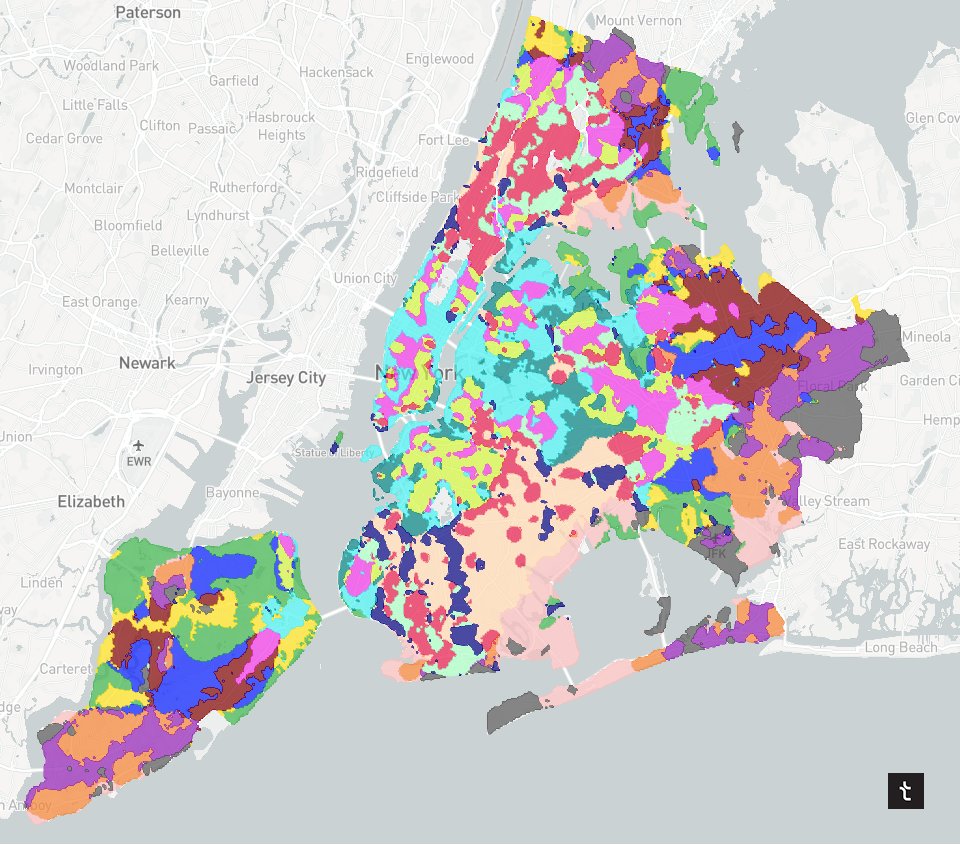 Paterson
Mount Vernon
Woodland Park
Englewood
Garfield
Hackensack
Little Falls
Hasbrouck
Heights
Glen Cov
Clifton
Passaic
Cedar Grove
Fort Lee
Ridgefield
Montclair
Rutherford
Cliffside Park
Lyndhurst
Bloomfield
Belleville
Union City
East Orange
Kearny
Mineola
Newark
Irvington
Jersey City
New York
Garden Ci
Floral Park
Hemp
Union
EWR
Statue of Liberty
Bayonne
Elizabeth
Valley Stream
East Rockaway
JFK
Linden
way
Long Beach
Carteret
dge
h Amboy
t